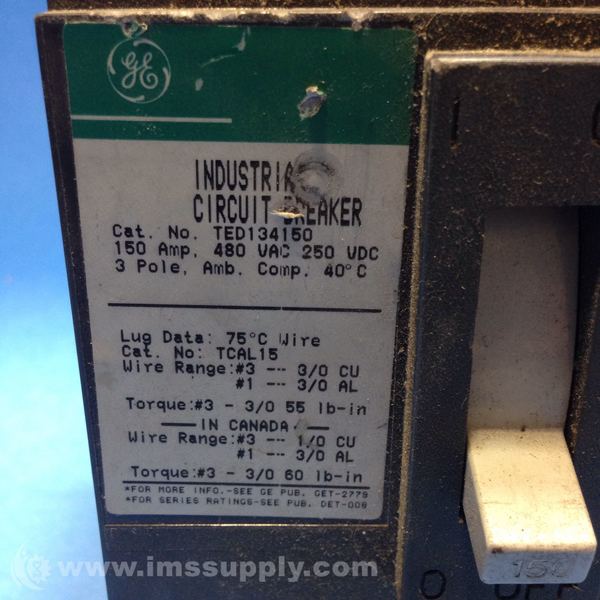 GE
INDUSTRIAL
CIRCUIT BREAKER
Cat. No. TED134150
150 Amp, 480 VAC 250 VDC
3 Pole, Amb. Comp. 40°C
Lug Data: 75°C Wire
Cat. No: TCAL15
Wire Range:#3 --- 3/0 CU
#1 --- 3/0 AL
Torque:#3 - 3/0 55 lb-in
IN CANADA
Wire Range:#3 --- 1/0 CU
#1 --- 3/0 AL
Torque:#3 - 3/0 60 lb-in
*FOR MORE INFO.-SEE GE PUB. GET-2779
*FOR SERIES RATINGS-SEE PUB. DET-008
I
150
O OFF
www.imssupply.com